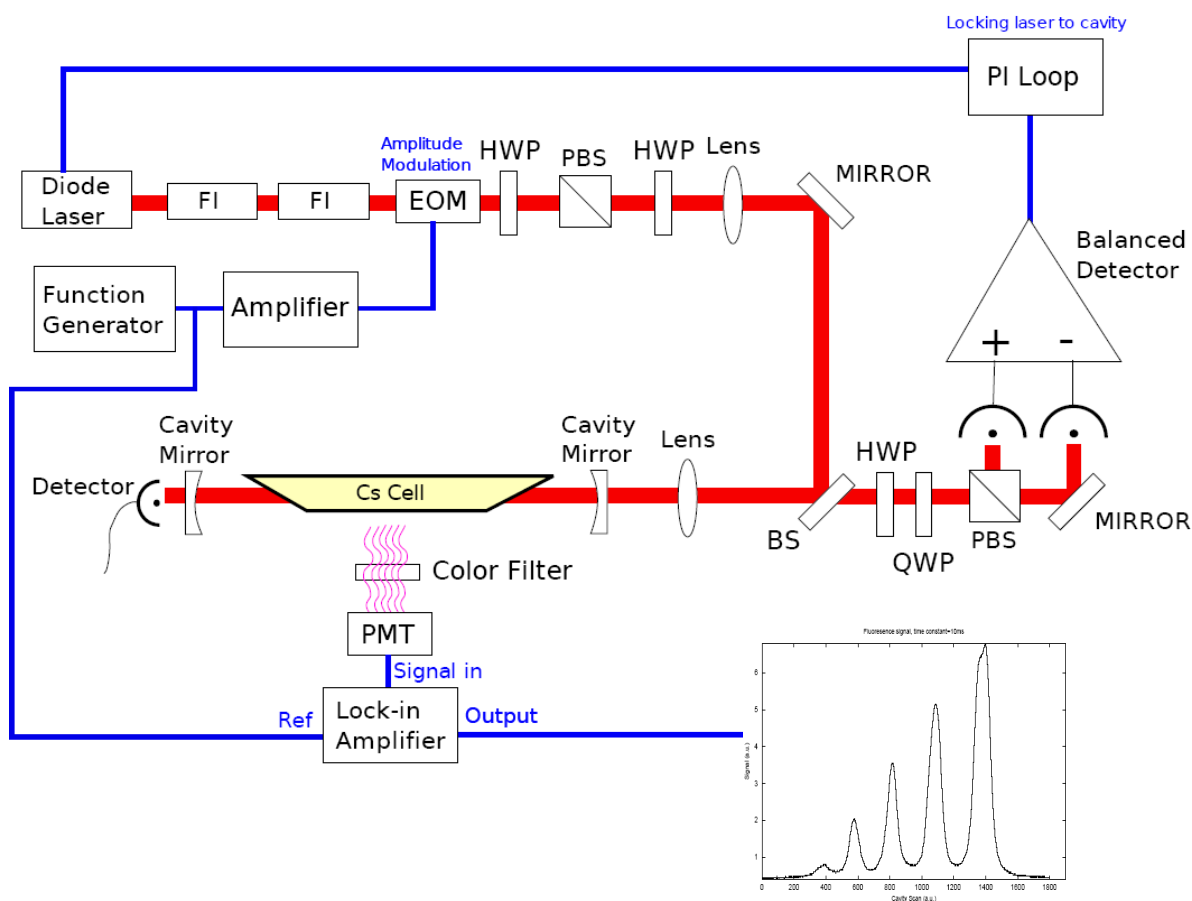 Locking laser to cavity
PI Loop
Amplitude
Modulation
HWP
PBS
HWP
Lens
MIRROR
Diode
Laser
FI
FI
EOM
Balanced
Detector
Function
Generator
Amplifier
+
-
Cavity
Mirror
Cavity
Mirror
Lens
HWP
Detector
Cs Cell
BS
QWP
PBS
MIRROR
Color Filter
PMT
Signal in
Ref
Lock-in
Amplifier
Output
Fluoresence signal, time constant=10ms
Signal (a.u.)
6
5
4
3
2
1
0 200 400 600 800 1000 1200 1400 1600 1800
Cavity Scan (a.u.)